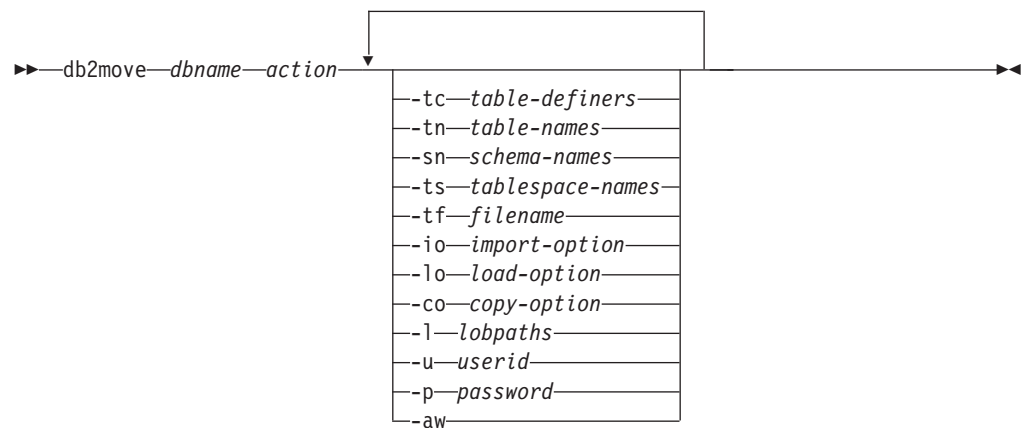 db2move dbname action
-tc table-definers
-tn table-names
-sn schema-names
-ts tablespace-names
-tf filename
-io import-option
-lo load-option
-co copy-option
-l lobpaths
-u userid
-p password
-aw